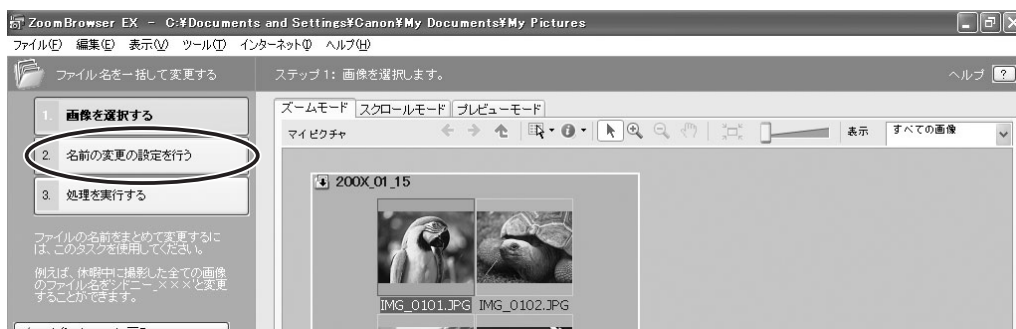 ZoomBrowser EX - C:¥Documents and Settings¥Canon¥My Documents¥My Pictures
ファイル(F) 編集(E) 表示(V) ツール(T) インターネット(I) ヘルプ(H)
ファイル名を一括して変更する
ステップ1: 画像を選択します。
ヘルプ ?
1. 画像を選択する
2. 名前の変更の設定を行う
3. 処理を実行する
ファイルの名前をまとめて変更するに
は、このタスクを使用してください。
例えば、休暇中に撮影した全ての画像
のファイル名を'シドニー_×××'と変更
することができます。
ズームモード スクロールモード プレビューモード
マイピクチャ
表示 すべての画像
200X_01_15
IMG_0101.JPG IMG_0102.JPG